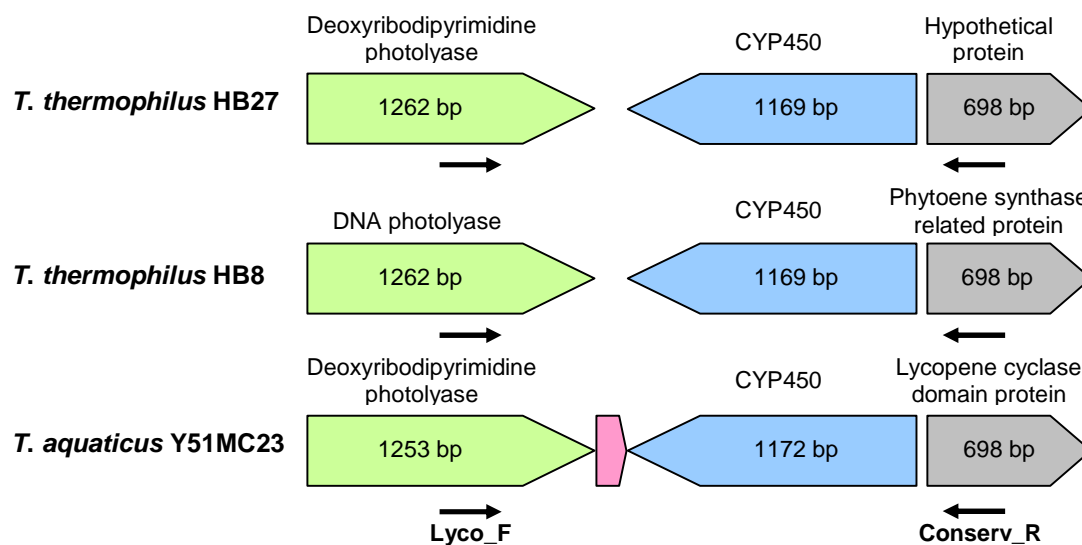 Deoxyribodipyrimidine
photolyase
CYP450
Hypothetical
protein
T. thermophilus HB27
1262 bp
1169 bp
698 bp
DNA photolyase
CYP450
Phytoene synthase
related protein
T. thermophilus HB8
1262 bp
1169 bp
698 bp
Deoxyribodipyrimidine
photolyase
CYP450
Lycopene cyclase
domain protein
T. aquaticus Y51MC23
1253 bp
1172 bp
698 bp
Lyco_F
Conserv_R